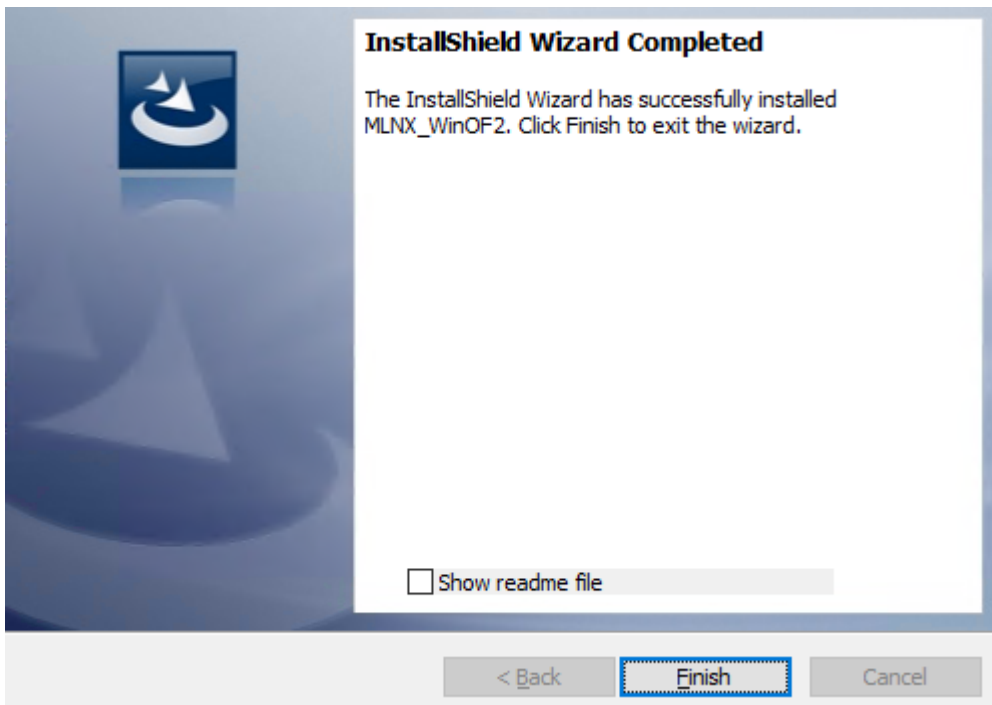 InstallShield Wizard Completed
The InstallShield Wizard has successfully installed
MLNX_WinOF2. Click Finish to exit the wizard.
Show readme file
< Back
Finish
Cancel